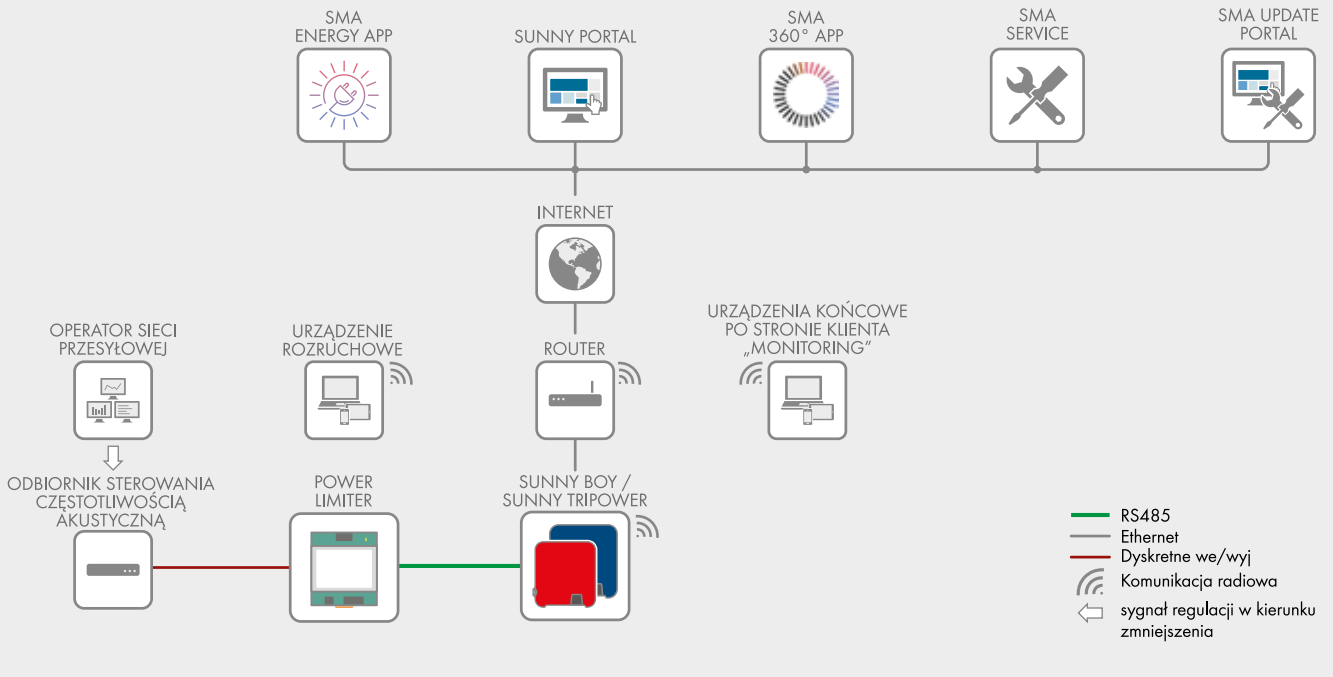 SMA
ENERGY APP
SUNNY PORTAL
SMA
360° APP
SMA
SERVICE
SMA UPDATE
PORTAL
INTERNET
OPERATOR SIECI
PRZESYŁOWEJ
URZĄDZENIE
ROZRUCHOWE
ROUTER
URZĄDZENIA KOŃCOWE
PO STRONIE KLIENTA
„MONITORING”
ODBIORNIK STEROWANIA
CZĘSTOTLIWOŚCIĄ
AKUSTYCZNĄ
POWER
LIMITER
SUNNY BOY /
SUNNY TRIPOWER
RS485
Ethernet
Dyskretne we/wyj
Komunikacja radiowa
sygnał regulacji w kierunku
zmniejszenia